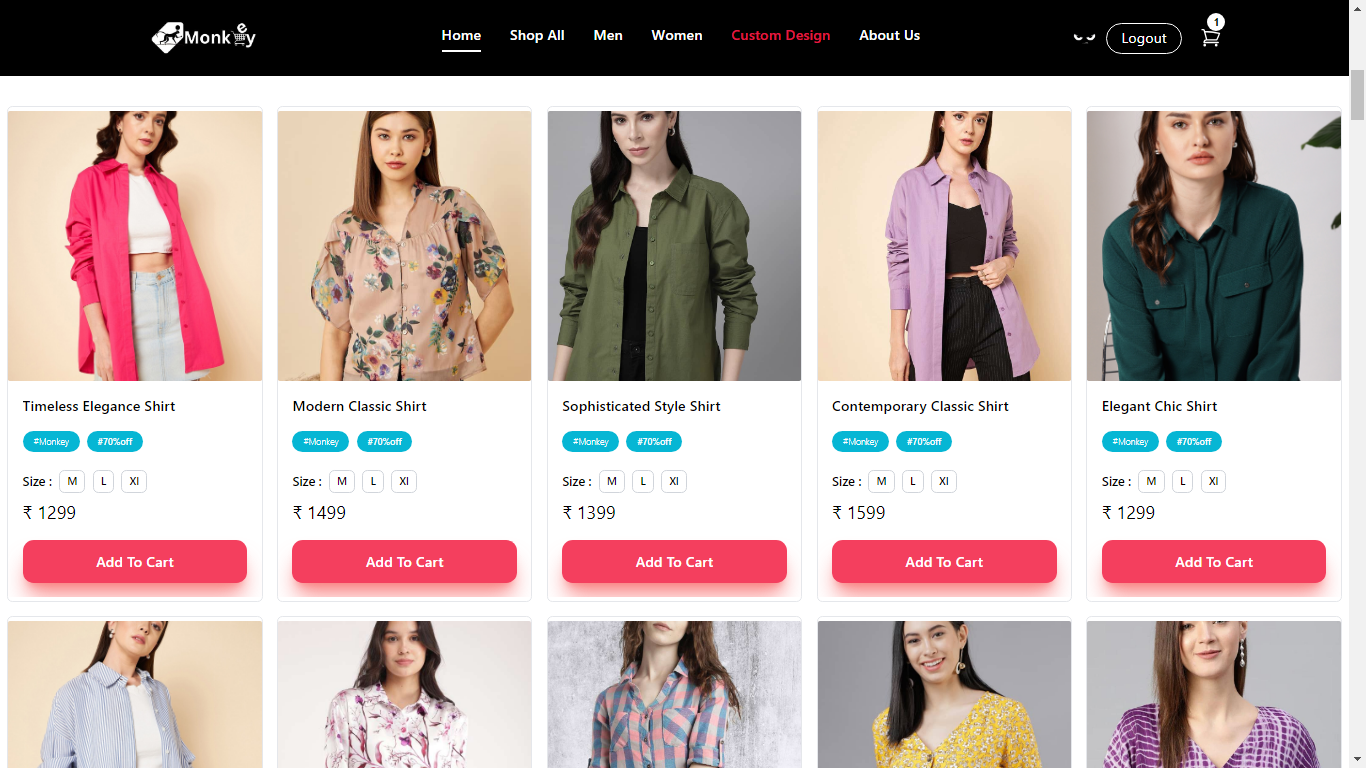 Monkey
Home Shop All Men Women Custom Design About Us
Logout
1
Timeless Elegance Shirt
#Monkey #70%off
Size : M L Xl
₹ 1299
Add To Cart
Modern Classic Shirt
#Monkey #70%off
Size : M L Xl
₹ 1499
Add To Cart
Sophisticated Style Shirt
#Monkey #70%off
Size : M L Xl
₹ 1399
Add To Cart
Contemporary Classic Shirt
#Monkey #70%off
Size : M L Xl
₹ 1599
Add To Cart
Elegant Chic Shirt
#Monkey #70%off
Size : M L Xl
₹ 1299
Add To Cart